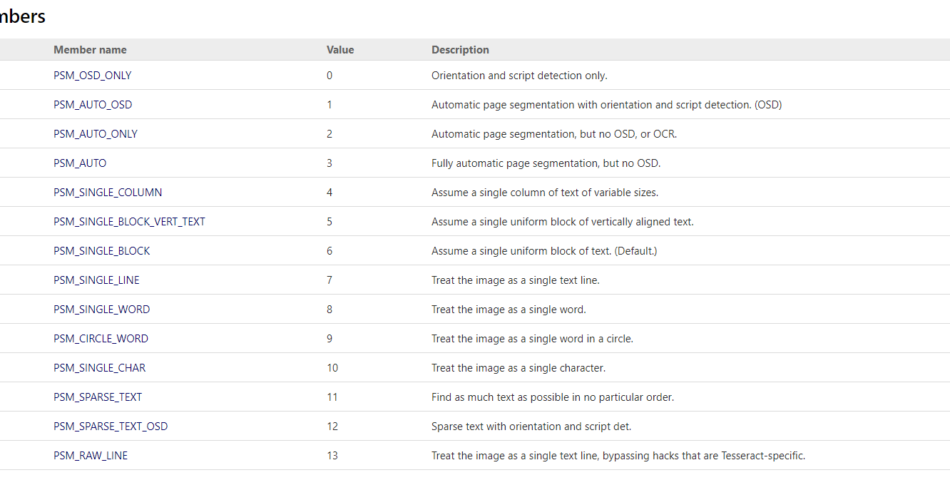 mbers
Member name Value Description
PSM_OSD_ONLY 0 Orientation and script detection only.
PSM_AUTO_OSD 1 Automatic page segmentation with orientation and script detection. (OSD)
PSM_AUTO_ONLY 2 Automatic page segmentation, but no OSD, or OCR.
PSM_AUTO 3 Fully automatic page segmentation, but no OSD.
PSM_SINGLE_COLUMN 4 Assume a single column of text of variable sizes.
PSM_SINGLE_BLOCK_VERT_TEXT 5 Assume a single uniform block of vertically aligned text.
PSM_SINGLE_BLOCK 6 Assume a single uniform block of text. (Default.)
PSM_SINGLE_LINE 7 Treat the image as a single text line.
PSM_SINGLE_WORD 8 Treat the image as a single word.
PSM_CIRCLE_WORD 9 Treat the image as a single word in a circle.
PSM_SINGLE_CHAR 10 Treat the image as a single character.
PSM_SPARSE_TEXT 11 Find as much text as possible in no particular order.
PSM_SPARSE_TEXT_OSD 12 Sparse text with orientation and script det.
PSM_RAW_LINE 13 Treat the image as a single text line, bypassing hacks that are Tesseract-specific.